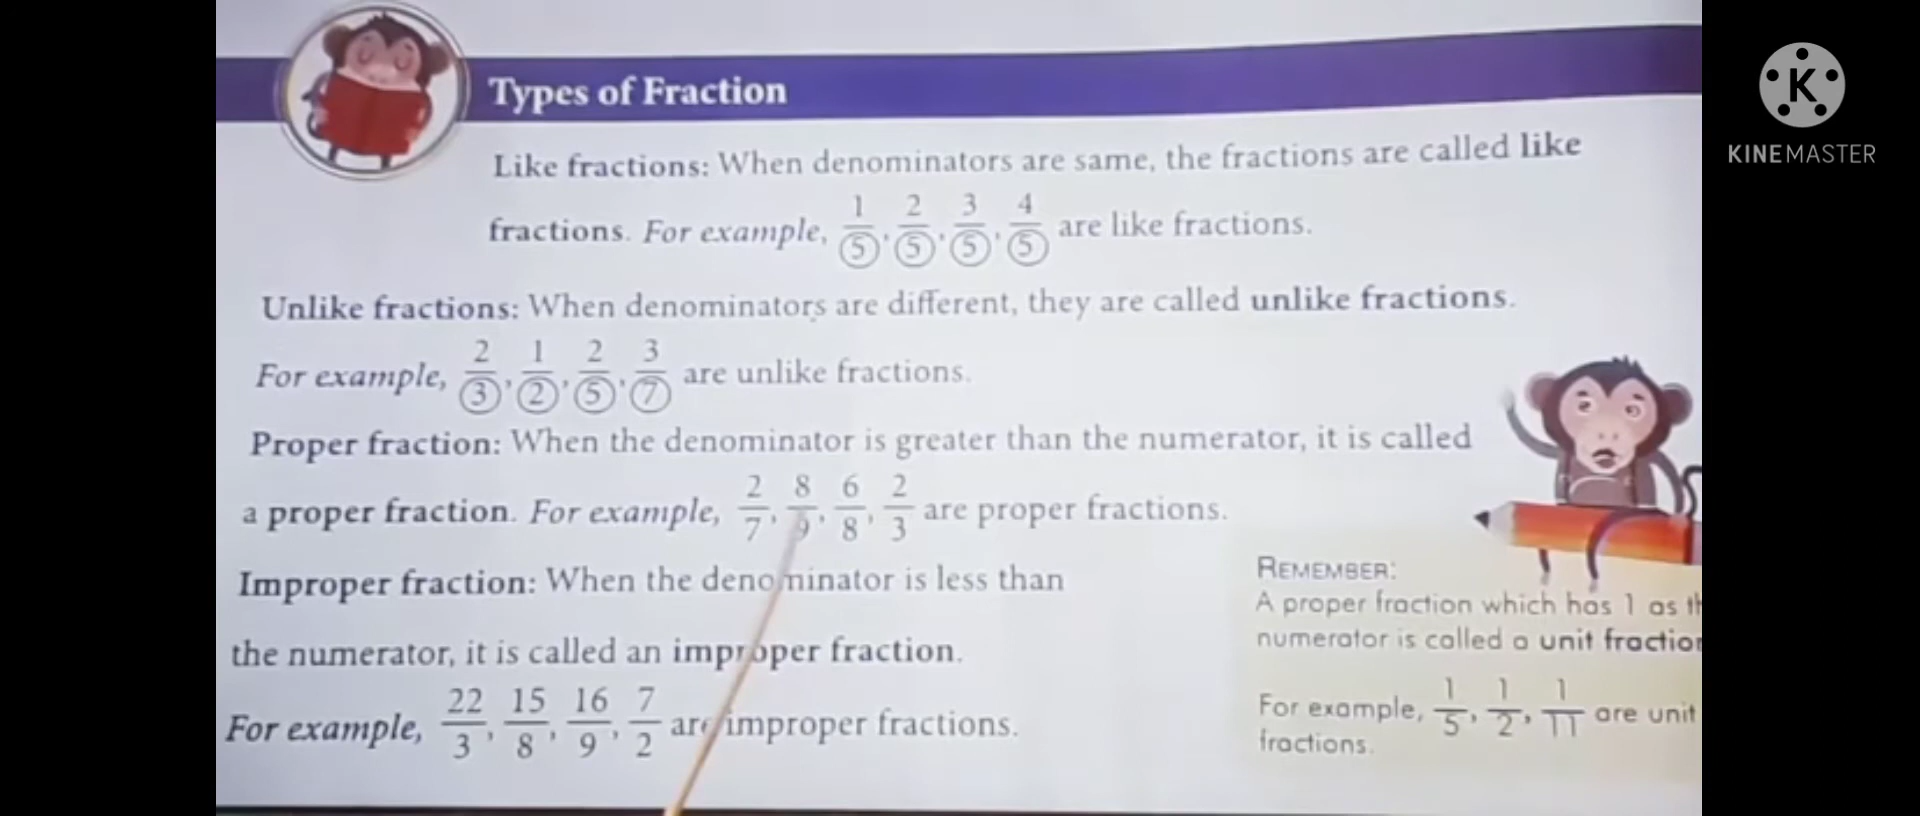 Types of Fraction
KINEMASTER
Like fractions: When denominators are same, the fractions are called like
fractions. For example, 1/5, 2/5, 3/5, 4/5 are like fractions.
Unlike fractions: When denominators are different, they are called unlike fractions.
For example, 2/3, 1/2, 2/5, 3/7 are unlike fractions.
Proper fraction: When the denominator is greater than the numerator, it is called
a proper fraction. For example, 2/7, 8/9, 6/8, 2/3 are proper fractions.
Improper fraction: When the denominator is less than
the numerator, it is called an improper fraction.
For example, 22/3, 15/8, 16/9, 7/2 are improper fractions.
REMEMBER:
A proper fraction which has 1 as th
numerator is called a unit fraction
For example, 1/5, 1/2, 1/11 are unit
fractions.